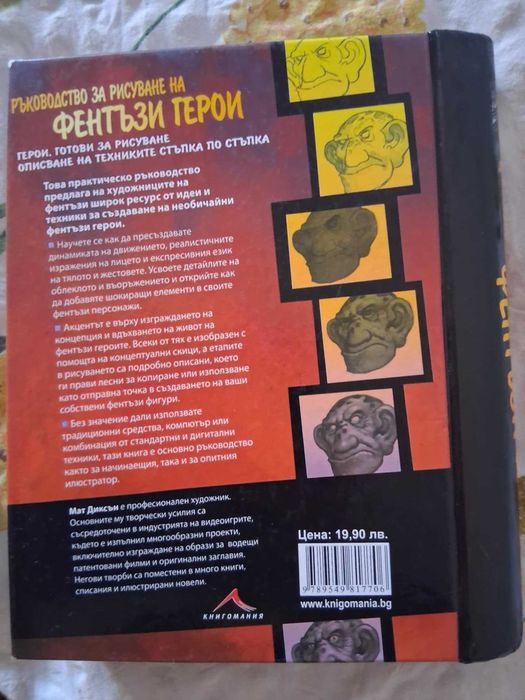 РЪКОВОДСТВО ЗА РИСУВАНЕ НА
ФЕНТЪЗИ ГЕРОИ
ГЕРОИ, ГОТОВИ ЗА РИСУВАНЕ
ОПИСВАНЕ НА ТЕХНИКИТЕ СТЪПКА ПО СТЪПКА
Това практическо ръководство
предлага на художниците на
фентъзи широк ресурс от идеи и
техники за създаване на необичайни
фентъзи герои.
Научете се как да пресъздавате
динамиката на движението, реалистичните
изражения на лицето и експресивния език
на тялото и жестовете. Усвоете детайлите на
облеклото и въоръжението и открийте как
да добавяте шокиращи елементи в своите
фентъзи персонажи.
Акцентът е върху изграждането на
концепция и вдъхването на живот на
фентъзи героите. Всеки от тях е изобразен с
помощта на концептуални скици, а етапите
в рисуването са подробно описани, което
ги прави лесни за копиране или използване
като отправна точка в създаването на ваши
собствени фентъзи фигури.
Без значение дали използвате
традиционни средства, компютър или
комбинация от стандартни и дигитални
техники, тази книга е основно ръководство
както за начинаещия, така и за опитния
илюстратор.
Мат Диксън е професионален художник.
Основните му творчески усилия са
съсредоточени в индустрията на видеоигрите,
където е изпълнил многообразни проекти,
включително изграждане на образи за водещи
патентовани филми и оригинални заглавия.
Негови творби са поместени в много книги,
списания и илюстрирани новели.
КНИГОМАНИЯ
Цена: 19,90 лв.
9 789549 817706
www.knigomania.bg